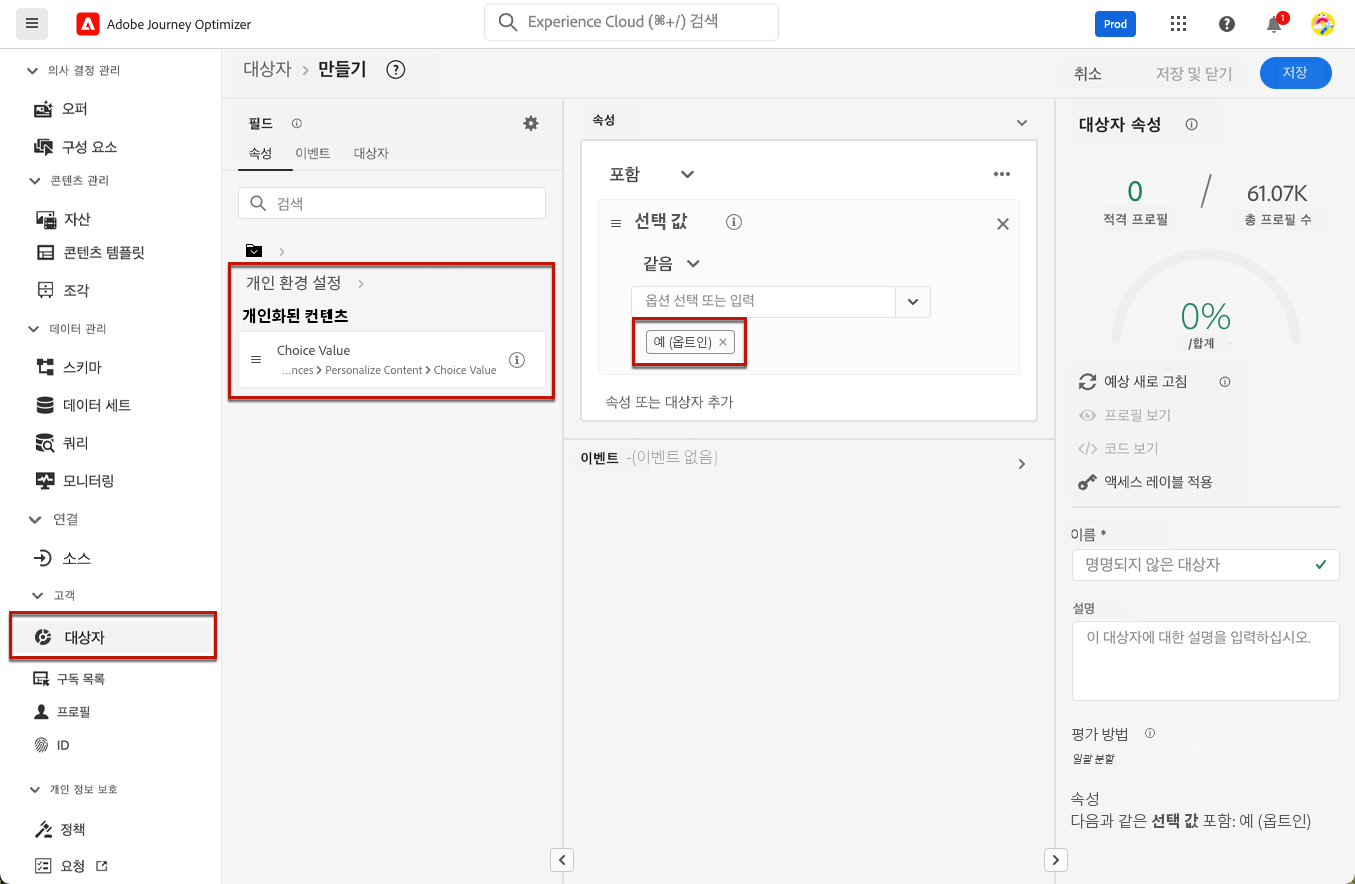 Adobe Journey Optimizer
Experience Cloud (⌘+/) 검색
Prod
1
의사 결정 관리
오퍼
구성 요소
콘텐츠 관리
자산
콘텐츠 템플릿
조각
데이터 관리
스키마
데이터 세트
쿼리
모니터링
연결
소스
고객
대상자
구독 목록
프로필
ID
개인 정보 보호
정책
요청
대상자 > 만들기
취소
저장 및 닫기
저장
필드
속성 이벤트 대상자
검색
개인 환경 설정 >
개인화된 컨텐츠
Choice Value
...nces > Personalize Content > Choice Value
속성
포함
선택 값
같음
옵션 선택 또는 입력
예 (옵트인)
속성 또는 대상자 추가
이벤트 -(이벤트 없음)
대상자 속성
0 / 61.07K
적격 프로필 총 프로필 수
0%
/합계
예상 새로 고침
프로필 보기
</> 코드 보기
액세스 레이블 적용
이름 *
명명되지 않은 대상자
설명
이 대상자에 대한 설명을 입력하십시오.
평가 방법
일괄 분할
속성
다음과 같은 선택 값 포함: 예 (옵트인)